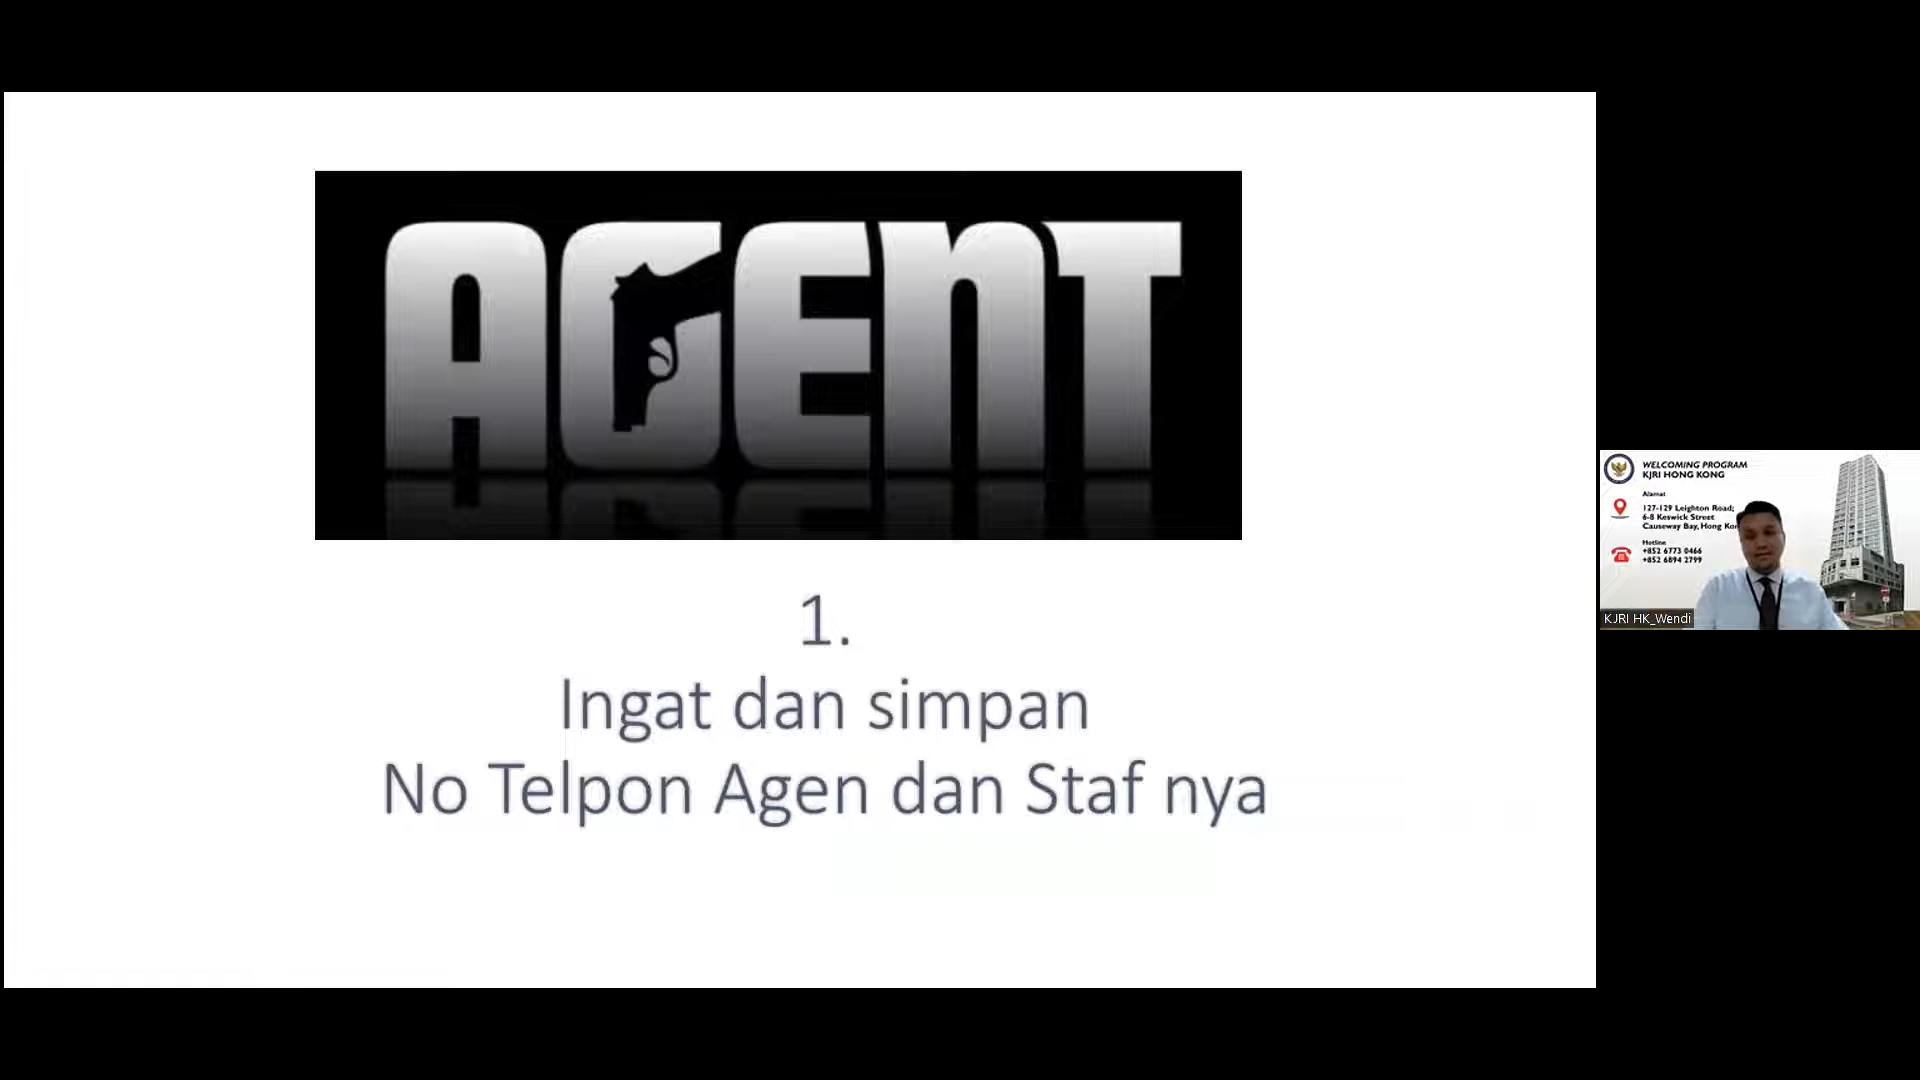 AGENT
1.
Ingat dan simpan
No Telpon Agen dan Staf nya
WELCOMING PROGRAM
KJRI HONG KONG
Alamat
127-129 Leighton Road;
6-8 Keswick Street
Causeway Bay, Hong
Hotline
+852 6773 0466
+852 6894 2799
KJRI HK_Wendi